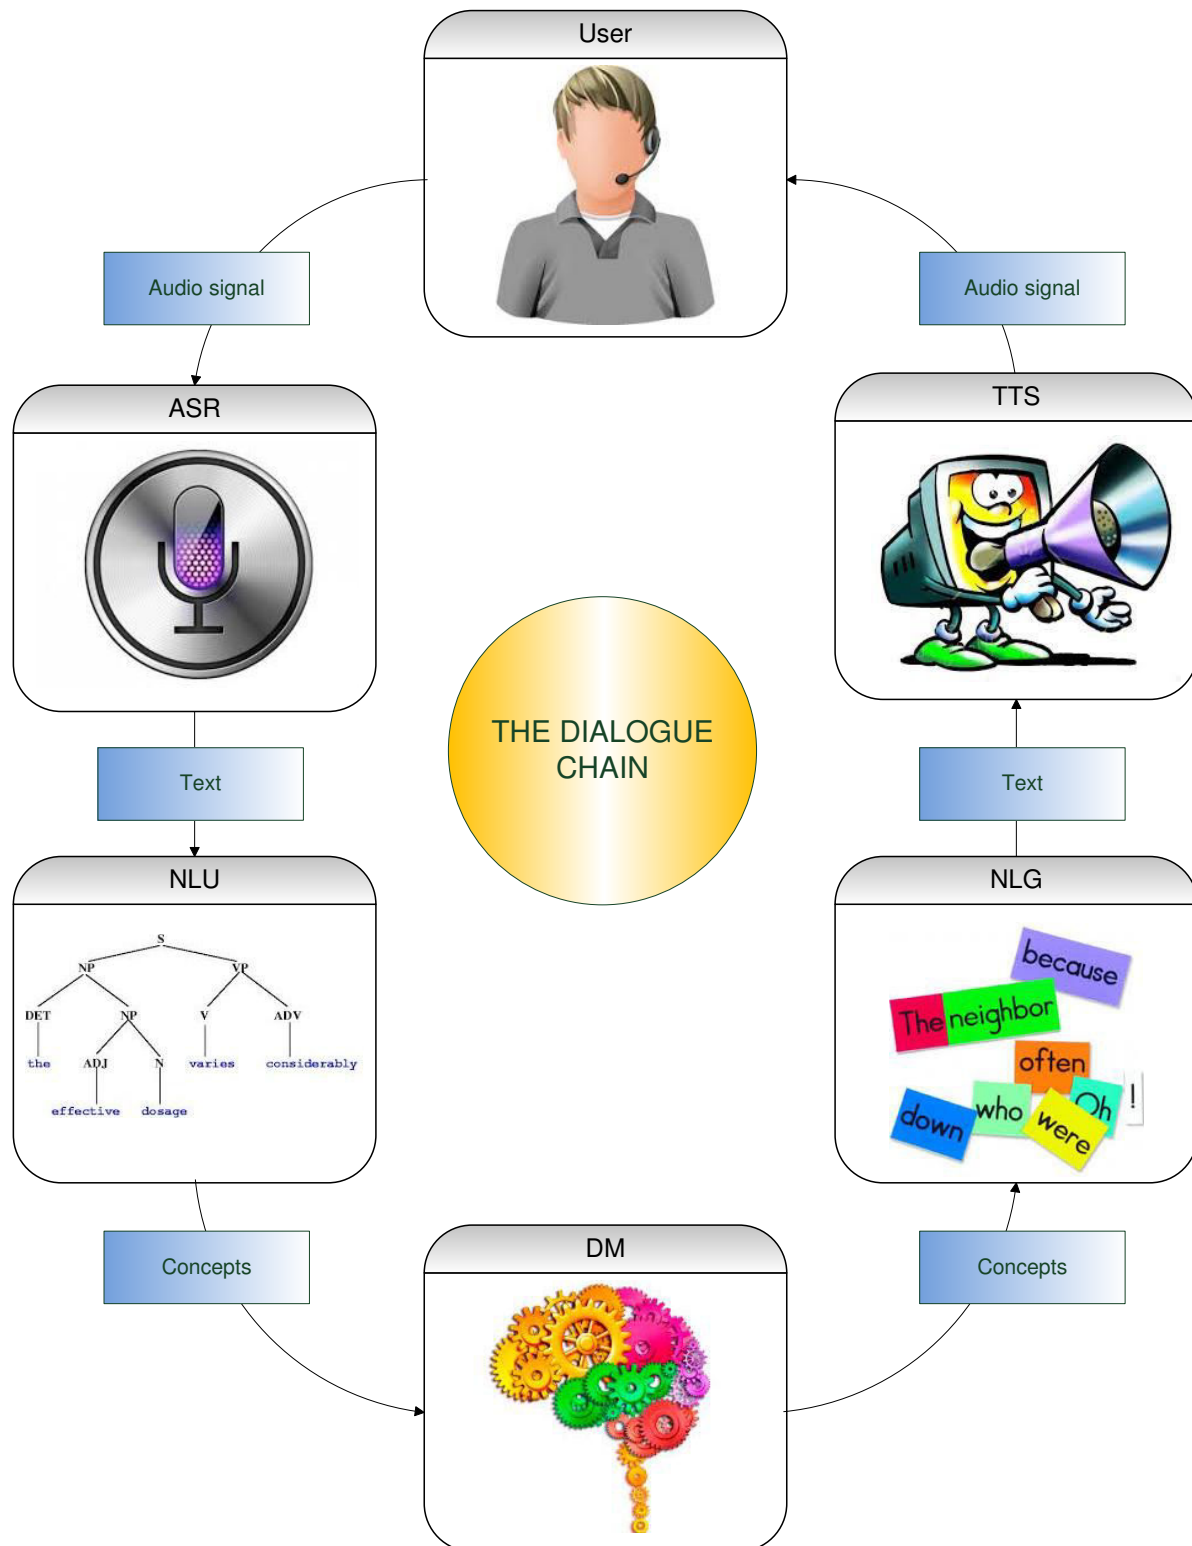 User
Audio signal
Audio signal
ASR
TTS
THE DIALOGUE
CHAIN
Text
Text
NLU
S
NP VP
DET NP V ADV
the ADJ N varies considerably
effective dosage
NLG
because
The neighbor
often
down who were Oh !
Concepts
Concepts
DM